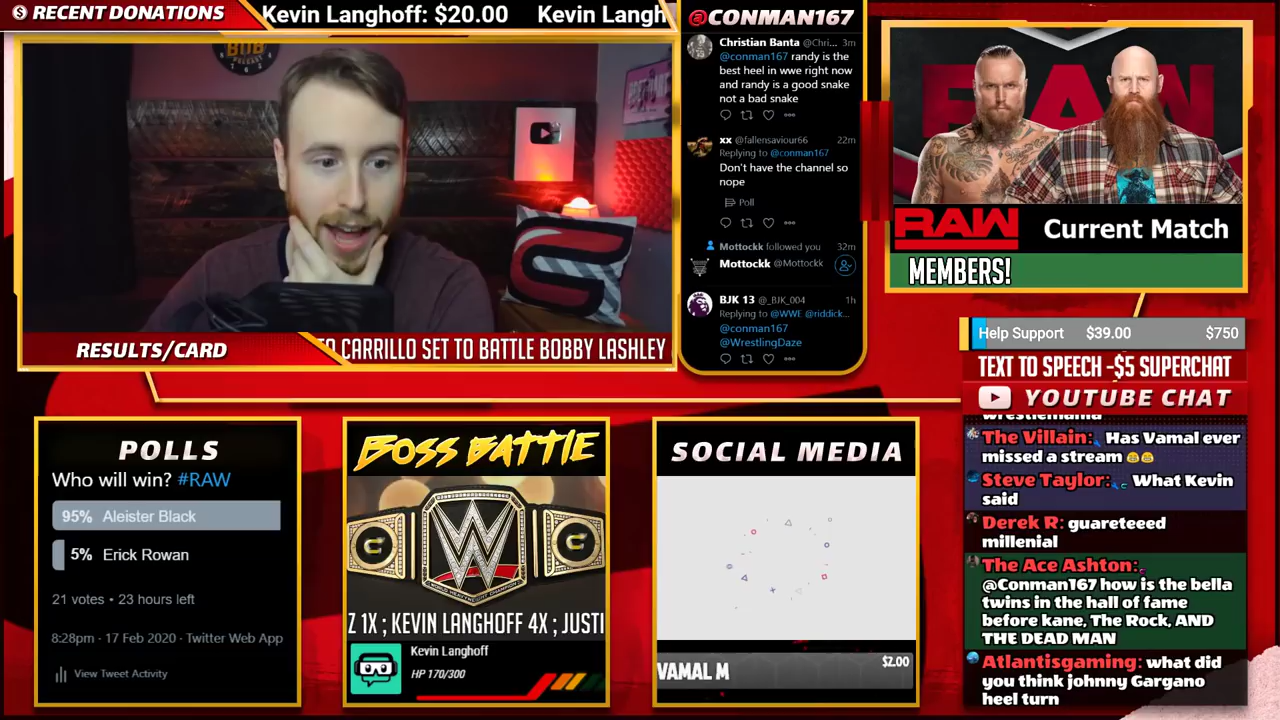 RECENT DONATIONS
Kevin Langhoff: $20.00 Kevin Langh
@CONMAN167
Christian Banta @Chri... 3m
@conman167 randy is the
best heel in wwe right now
and randy is a good snake
not a bad snake
xx @fallensaviour66 22m
Replying to @conman167
Don't have the channel so
nope
Poll
Mottockk followed you 32m
Mottockk @Mottockk
BJK 13 @_BJK_004 1h
Replying to @WWE @riddick...
@conman167
@WrestlingDaze
RAW
RAW Current Match
MEMBERS!
Help Support $39.00 $750
TEXT TO SPEECH -$5 SUPERCHAT
YOUTUBE CHAT
wrestlemania
The Villain: Has Vamal ever
missed a stream
Steve Taylor: What Kevin
said
Derek R: guareteeed
millenial
The Ace Ashton:
@Conman167 how is the bella
twins in the hall of fame
before kane, The Rock, AND
THE DEAD MAN
Atlantisgaming: what did
you think johnny Gargano
heel turn
RESULTS/CARD
TO CARRILLO SET TO BATTLE BOBBY LASHLEY
POLLS
Who will win? #RAW
95% Aleister Black
5% Erick Rowan
21 votes · 23 hours left
8:28pm · 17 Feb 2020 · Twitter Web App
View Tweet Activity
BOSS BATTLE
Z 1X ; KEVIN LANGHOFF 4X ; JUSTI
Kevin Langhoff
HP 170/300
SOCIAL MEDIA
VAMAL M
$2.00